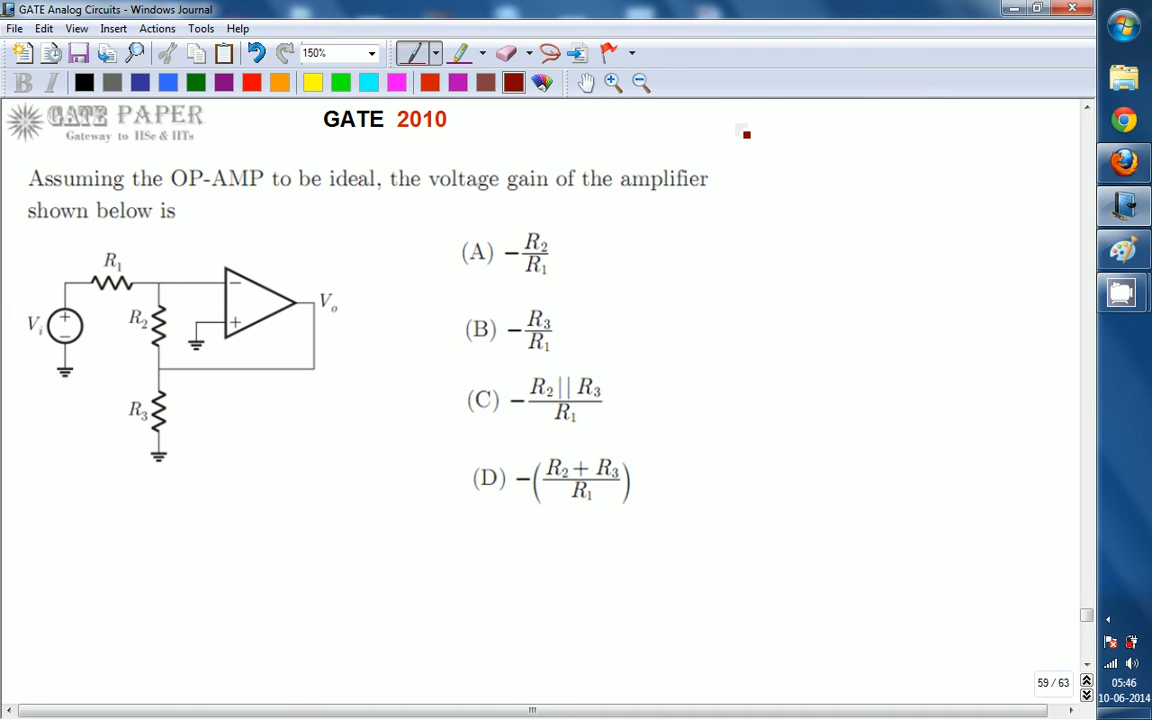 GATE Analog Circuits - Windows Journal
File Edit View Insert Actions Tools Help
150%
B I
GATE PAPER
Gateway to IISc & IITs
GATE 2010
Assuming the OP-AMP to be ideal, the voltage gain of the amplifier
shown below is
R₁
Vᵢ
R₂
R₃
−
+
Vₒ
+
−
(A) −R₂/R₁
(B) −R₃/R₁
(C) −R₂||R₃/R₁
(D) −(R₂+R₃/R₁)
59 / 63
05:46
10-06-2014